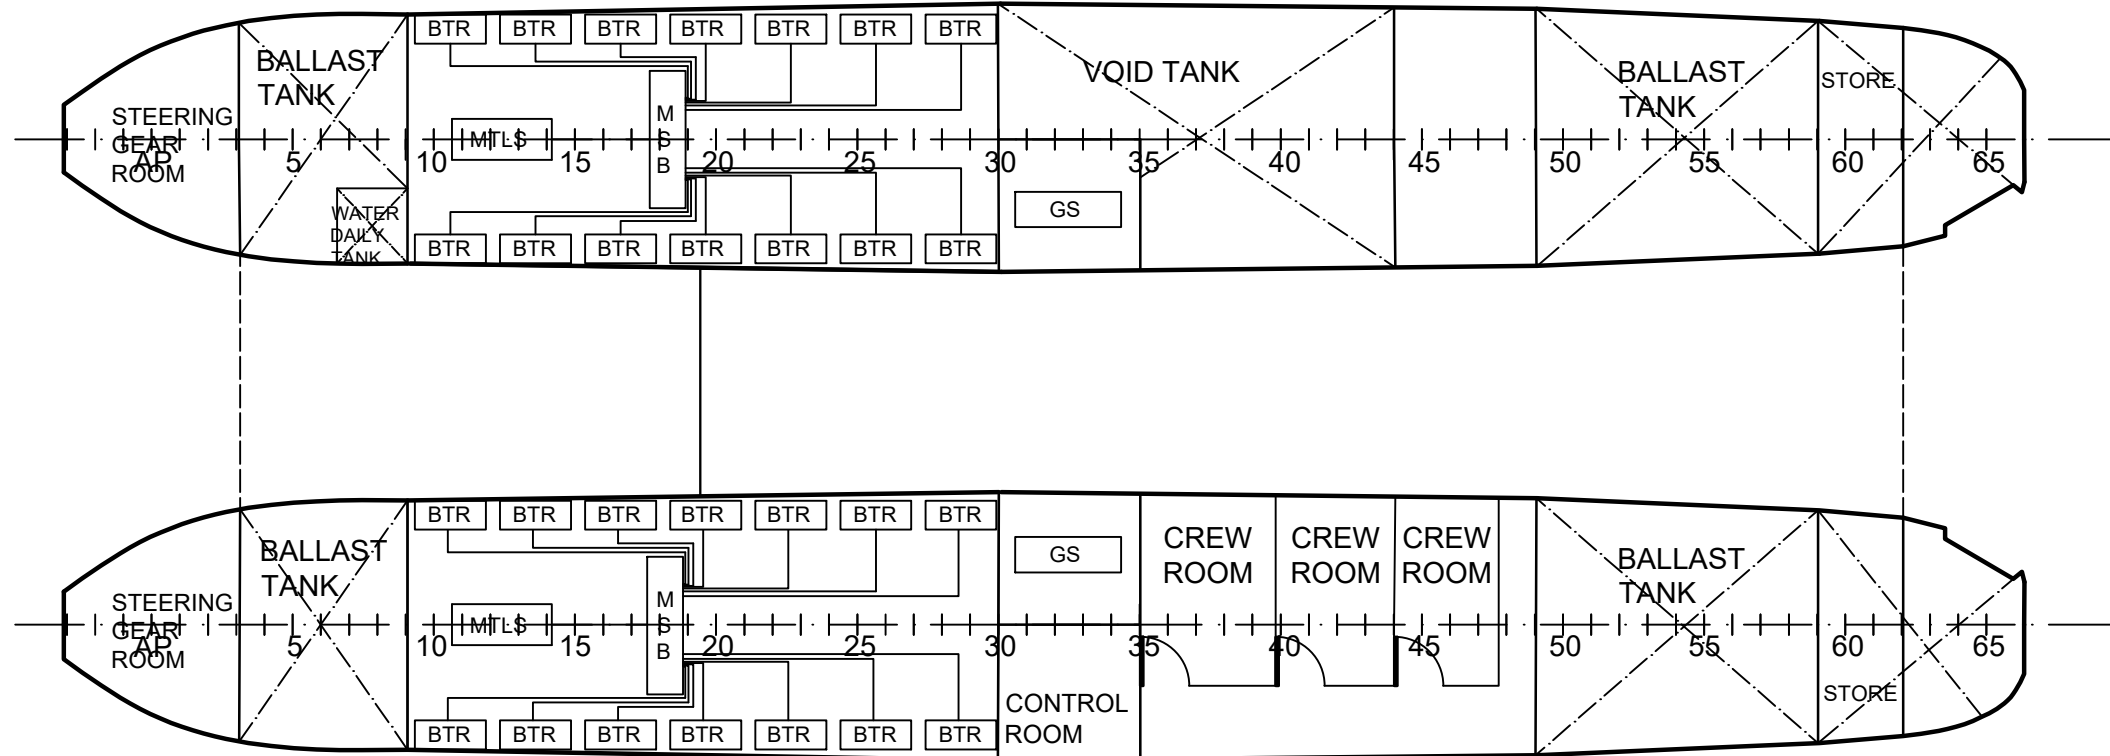 BTR BTR BTR BTR BTR BTR BTR
BALLAST
TANK
VOID TANK
BALLAST
TANK
STORE
STEERING
GEAR
ROOM
M
S
B
MTLS
AP 5 10 15 20 25 30 35 40 45 50 55 60 65
WATER
DAILY
TANK
GS
BTR BTR BTR BTR BTR BTR BTR
BTR BTR BTR BTR BTR BTR BTR
BALLAST
TANK
GS
CREW
ROOM
CREW
ROOM
CREW
ROOM
BALLAST
TANK
STEERING
GEAR
ROOM
M
S
B
MTLS
AP 5 10 15 20 25 30 35 40 45 50 55 60 65
CONTROL
ROOM
STORE
BTR BTR BTR BTR BTR BTR BTR